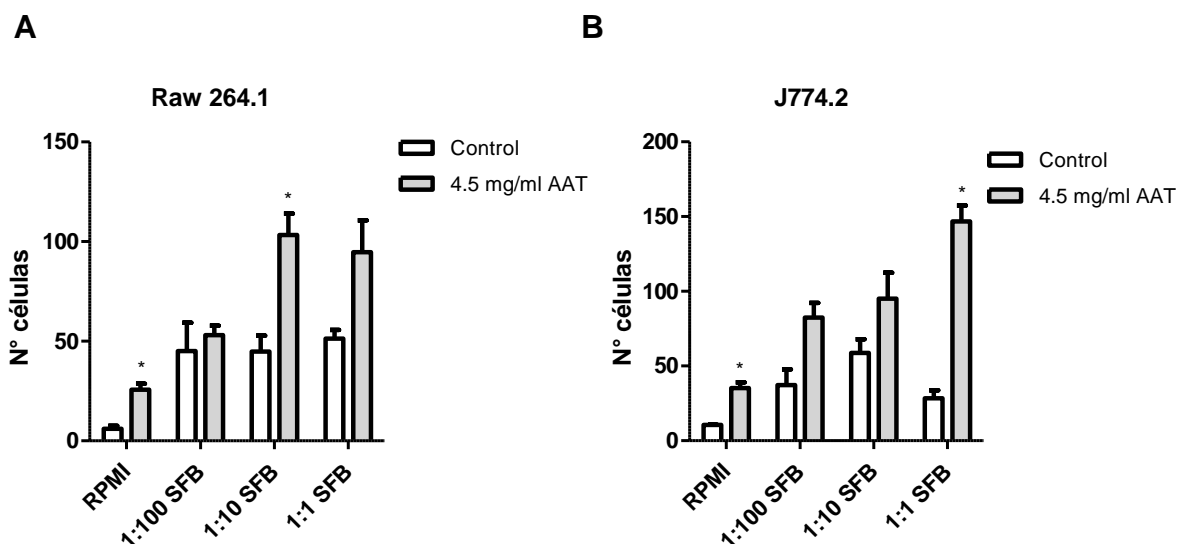 A
Raw 264.1
150
100
50
0
N° células
*
*
RPMI
1:100 SFB
1:10 SFB
1:1 SFB
Control
4.5 mg/ml AAT
B
J774.2
200
150
100
50
0
N° células
*
*
RPMI
1:100 SFB
1:10 SFB
1:1 SFB
Control
4.5 mg/ml AAT